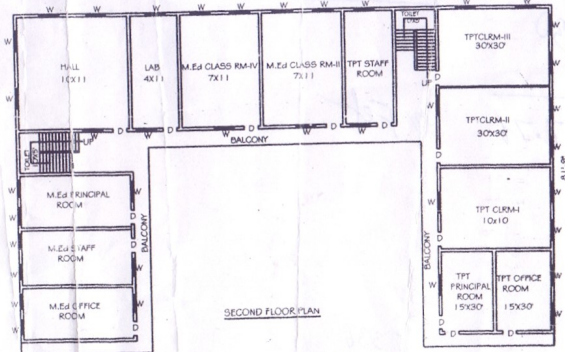 HALL
10X11
LAB
4X11
M.Ed CLASS RM-IV
7X11
M.Ed CLASS RM-II
7X11
TPT STAFF
ROOM
TOILET
UP
TPTCLRM-III
30'X30'
TPTCLRM-II
30'X30'
TPT CLRM-I
10x10
TPT
PRINCIPAL
ROOM
15'X30'
TPT OFFICE
ROOM
15'X30'
BALCONY
BALCONY
BALCONY
TOILET
UP
M.Ed PRINCIPAL
ROOM
M.Ed STAFF
ROOM
M.Ed OFFICE
ROOM
SECOND FLOOR PLAN